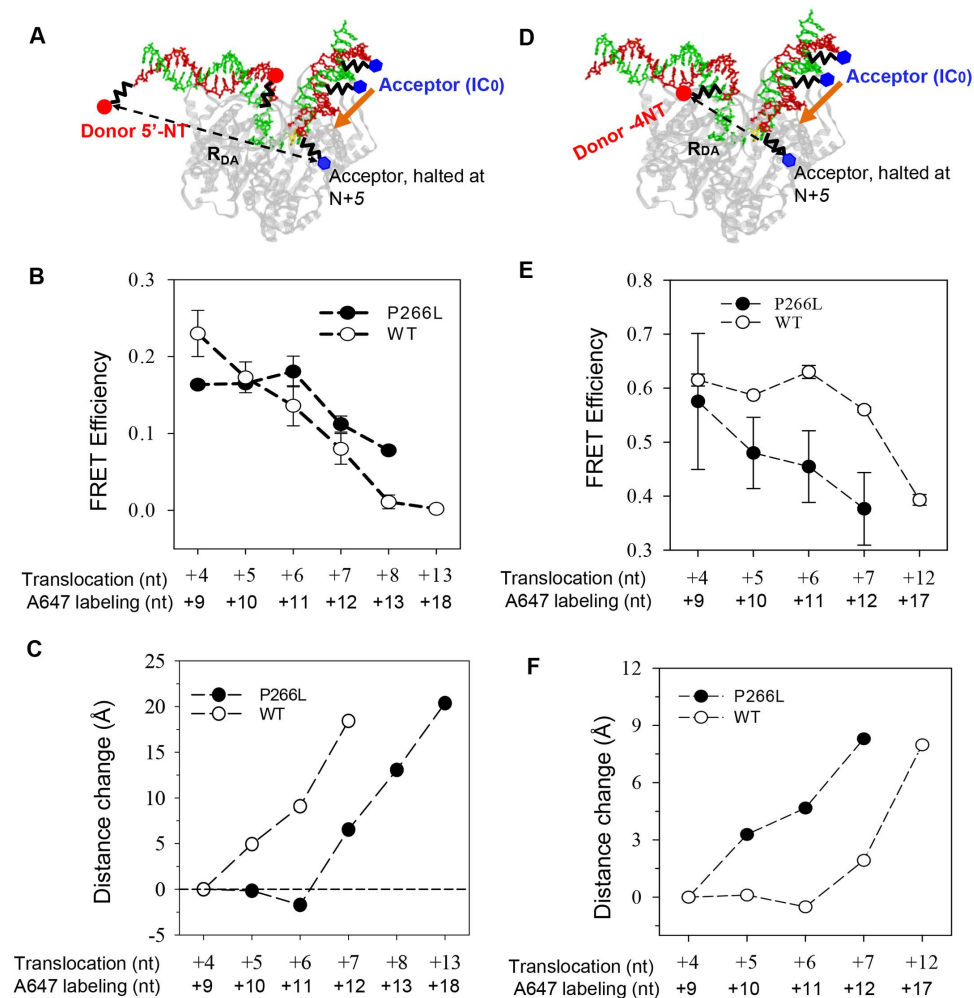 A
Acceptor (IC0)
Donor 5'-NT
RDA
Acceptor, halted at
N+5
D
Acceptor (IC0)
Donor -4NT
RDA
Acceptor, halted at
N+5
B
FRET Efficiency
0.3
0.2
0.1
0.0
P266L
WT
Translocation (nt) +4 +5 +6 +7 +8 +13
A647 labeling (nt) +9 +10 +11 +12 +13 +18
E
FRET Efficiency
0.8
0.7
0.6
0.5
0.4
0.3
P266L
WT
Translocation (nt) +4 +5 +6 +7 +12
A647 labeling (nt) +9 +10 +11 +12 +17
C
Distance change (Å)
25
20
15
10
5
0
-5
P266L
WT
Translocation (nt) +4 +5 +6 +7 +8 +13
A647 labeling (nt) +9 +10 +11 +12 +13 +18
F
Distance change (Å)
12
9
6
3
0
P266L
WT
Translocation (nt) +4 +5 +6 +7 +12
A647 labeling (nt) +9 +10 +11 +12 +17